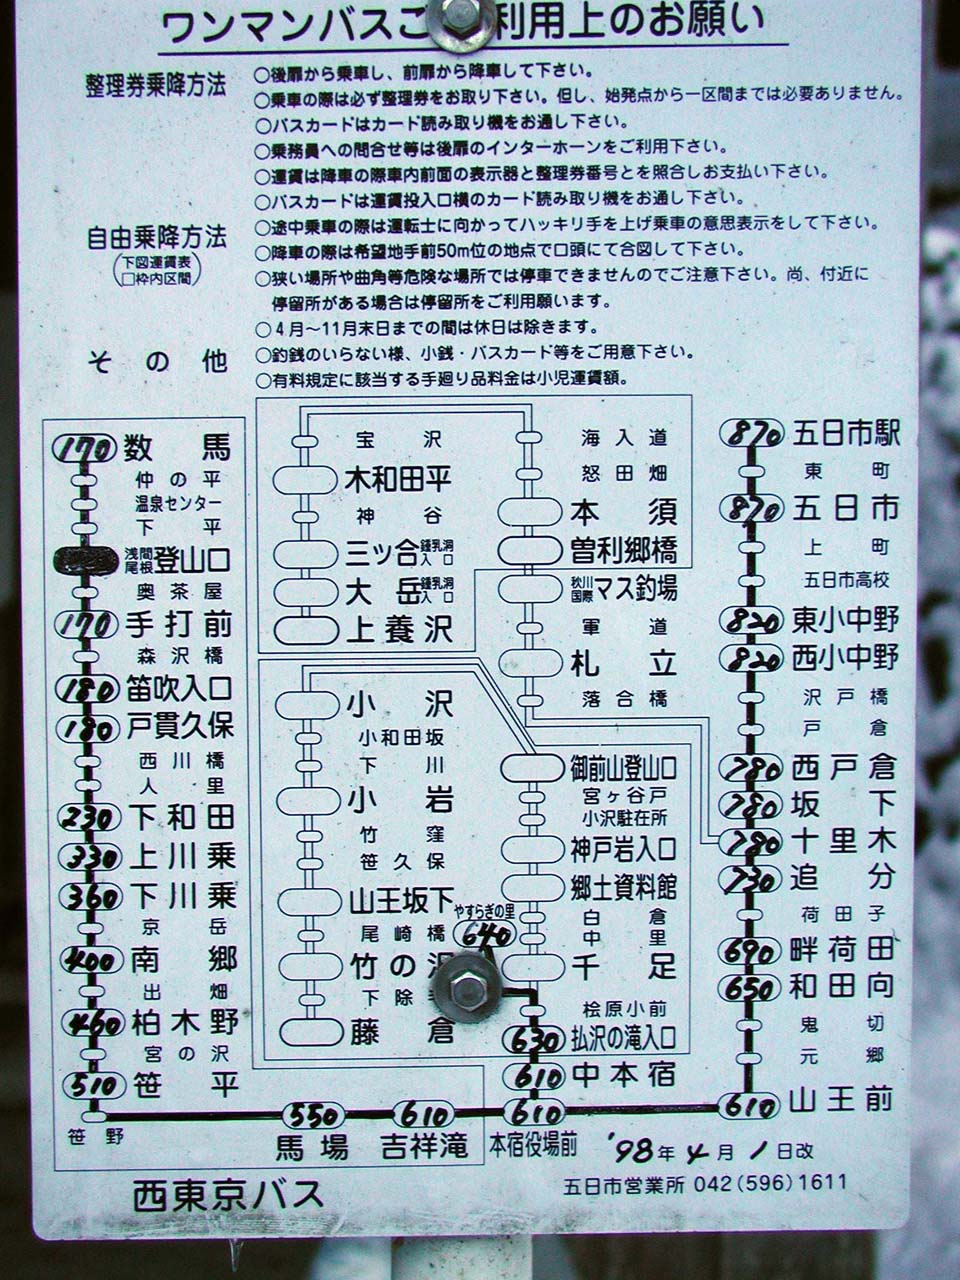 ワンマンバスご利用上のお願い
整理券乗降方法
○後扉から乗車し、前扉から降車して下さい。
○乗車の際は必ず整理券をお取り下さい。但し、始発点から一区間までは必要ありません。
○バスカードはカード読み取り機をお通し下さい。
○乗務員への問合せ等は後扉のインターホーンをご利用下さい。
○運賃は降車の際車内前面の表示器と整理券番号とを照合しお支払い下さい。
○バスカードは運賃投入口横のカード読み取り機をお通し下さい。
自由乗降方法
(下図運賃表
□枠内区間)
○途中乗車の際は運転士に向かってハッキリ手を上げ乗車の意思表示をして下さい。
○降車の際は希望地手前50m位の地点で口頭にて合図して下さい。
○狭い場所や曲角等危険な場所では停車できませんのでご注意下さい。尚、付近に
停留所がある場合は停留所をご利用願います。
○4月〜11月末日までの間は休日は除きます。
その他
○釣銭のいらない様、小銭・バスカード等をご用意下さい。
○有料規定に該当する手廻り品料金は小児運賃額。
170 数馬
仲の平
温泉センター
下平
浅間尾根登山口
奥茶屋
170 手打前
森沢橋
180 笛吹入口
180 戸貫久保
西川橋
人里
230 下和田
330 上川乗
360 下川乗
京岳
400 南郷
出畑
460 柏木野
宮の沢
510 笹平
笹野
550 馬場
610 吉祥滝
610 本宿役場前
宝沢
木和田平
神谷
三ッ合鍾乳洞入口
大岳鍾乳洞入口
上養沢
海入道
怒田畑
本須
曽利郷橋
秋川国際マス釣場
軍道
札立
落合橋
小沢
小和田坂
下川
小岩
竹窪
笹久保
山王坂下
尾崎橋
竹の沢
下除
藤倉
御前山登山口
宮ヶ谷戸
小沢駐在所
神戸岩入口
郷土資料館
白倉
中里
千足
やすらぎの里
640
桧原小前
630 払沢の滝入口
610 中本宿
870 五日市駅
東町
870 五日市
上町
五日市高校
820 東小中野
820 西小中野
沢戸橋
戸倉
780 西戸倉
780 坂下
780 十里木
730 追分
荷田子
690 畔荷田
650 和田向
鬼切
元郷
610 山王前
'98年4月1日改
西東京バス
五日市営業所 042(596)1611